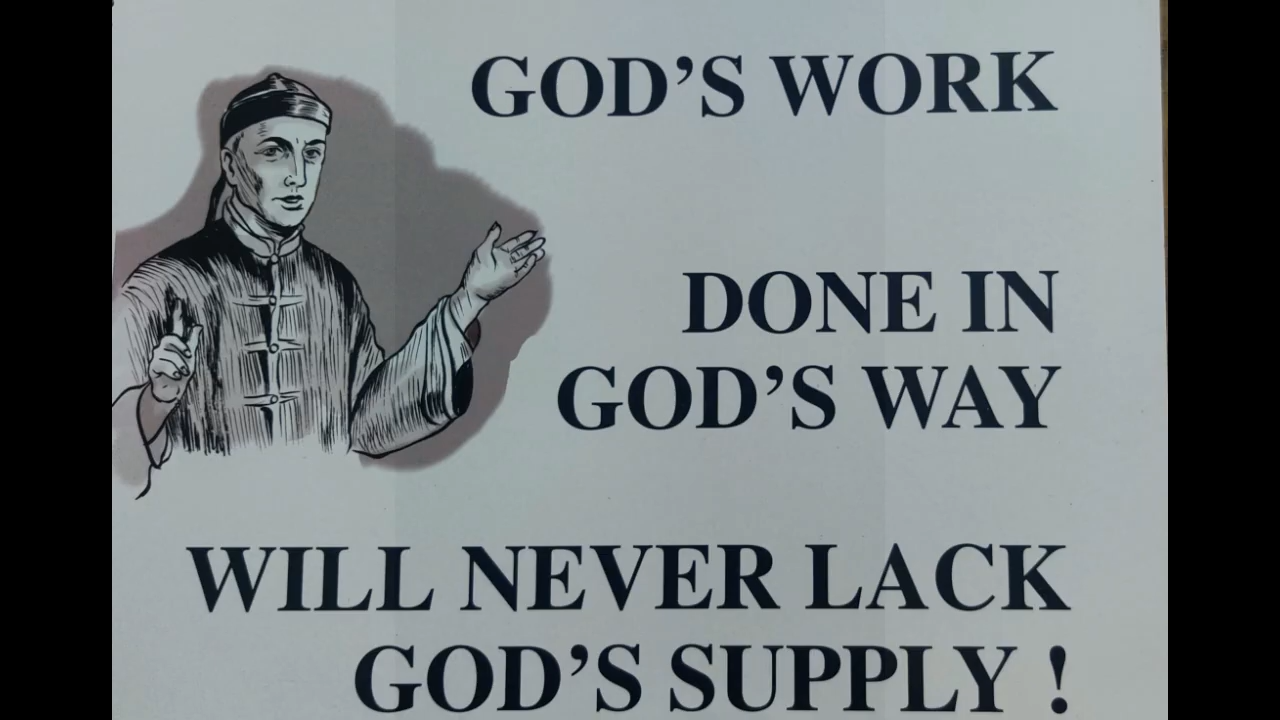 GOD’S WORK
DONE IN
GOD’S WAY
WILL NEVER LACK
GOD’S SUPPLY !